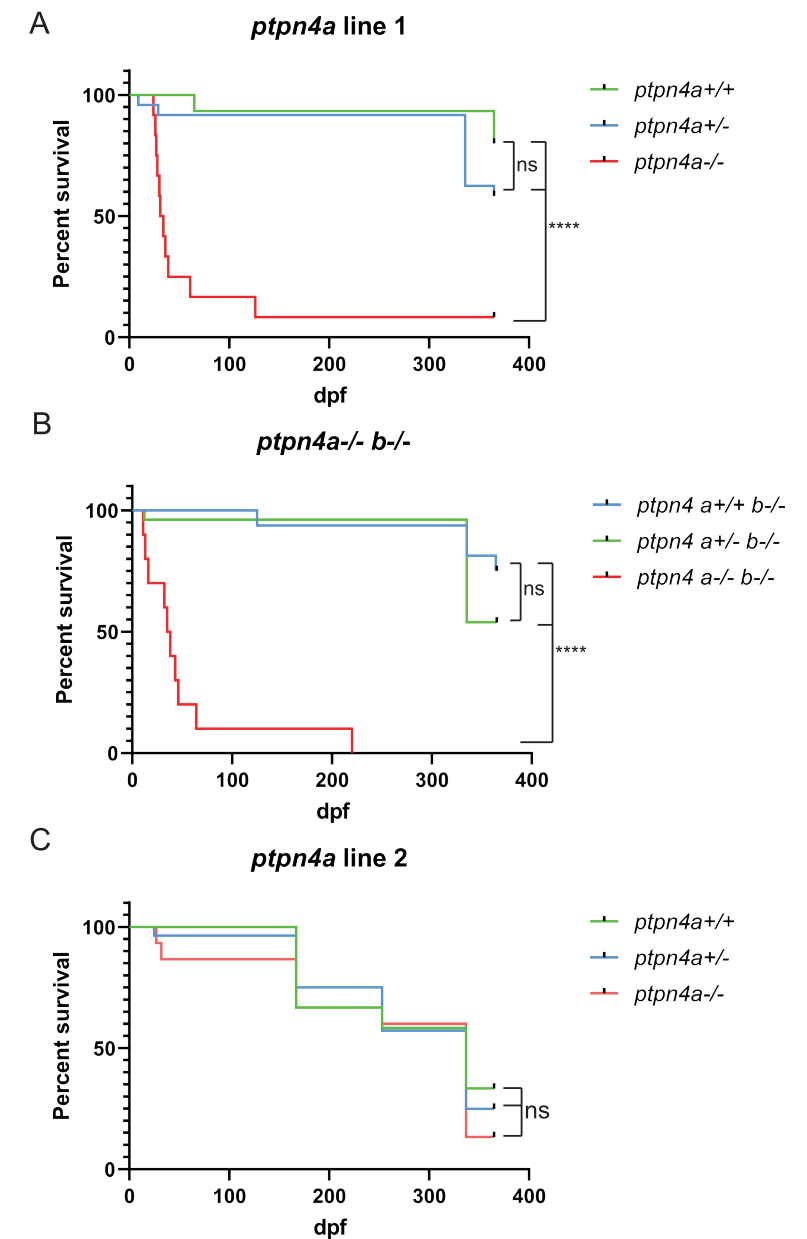 A
ptpn4a line 1
Percent survival
100
50
0
0 100 200 300 400
dpf
ns
****
ptpn4a+/+
ptpn4a+/-
ptpn4a-/-
B
ptpn4a-/- b-/-
Percent survival
100
50
0
0 100 200 300 400
dpf
ns
****
ptpn4 a+/+ b-/-
ptpn4 a+/- b-/-
ptpn4 a-/- b-/-
C
ptpn4a line 2
Percent survival
100
50
0
0 100 200 300 400
dpf
ns
ptpn4a+/+
ptpn4a+/-
ptpn4a-/-